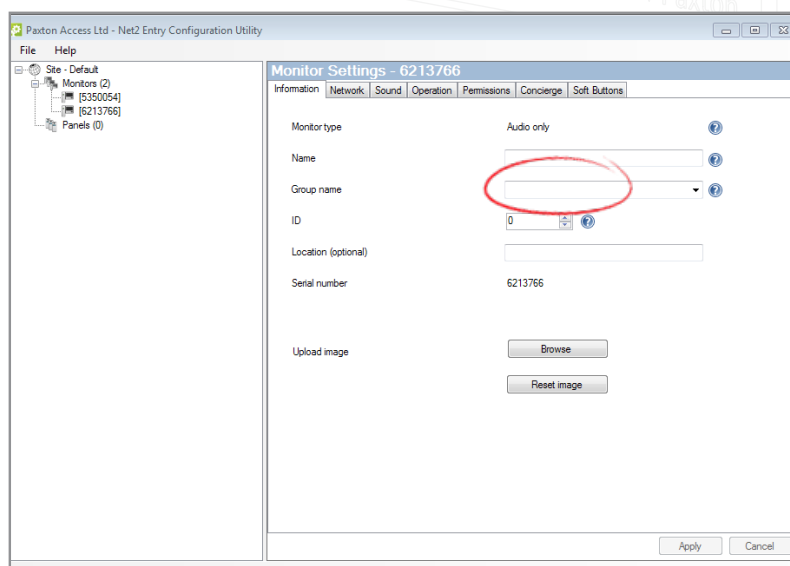 Paxton Access Ltd - Net2 Entry Configuration Utility
File Help
Site - Default
Monitors (2)
[5350054]
[6213766]
Panels (0)
Monitor Settings - 6213766
Information Network Sound Operation Permissions Concierge Soft Buttons
Monitor type Audio only
Name
Group name
ID 0
Location (optional)
Serial number 6213766
Upload image Browse
Reset image
Apply Cancel